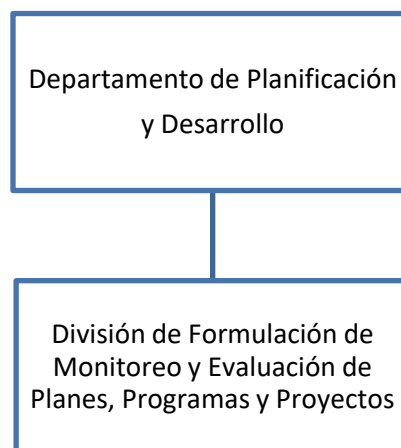 Departamento de Planificación
y Desarrollo
División de Formulación de
Monitoreo y Evaluación de
Planes, Programas y Proyectos